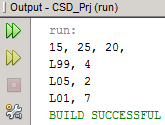 Output - CSD_Prj (run)
run:
15, 25, 20,
L99, 4
L05, 2
L01, 7
BUILD SUCCESSFUL